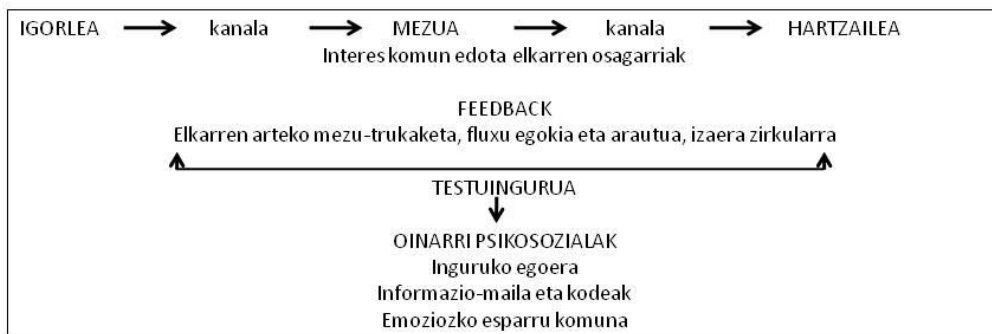 IGORLEA kanala MEZUA kanala HARTZAILEA
Interes komun edota elkarren osagarriak
FEEDBACK
Elkarren arteko mezu-trukaketa, fluxu egokia eta arautua, izaera zirkularra
TESTUINGURUA
OINARRI PSIKOSOZIALAK
Inguruko egoera
Informazio-maila eta kodeak
Emoziozko esparru komuna